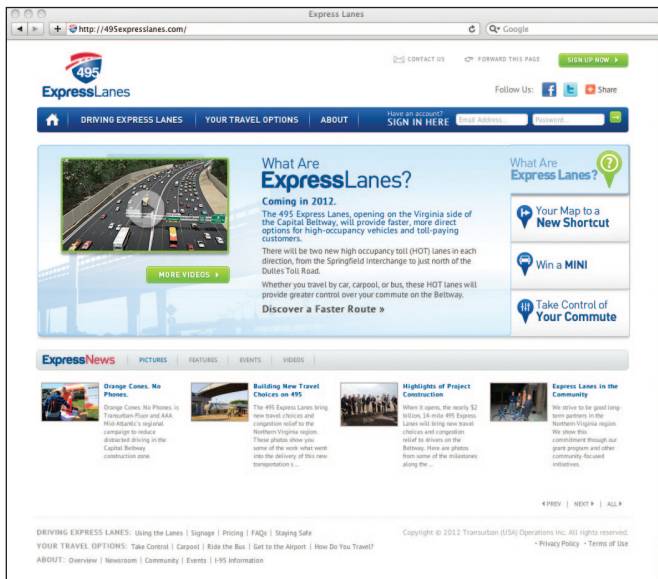 Express Lanes
http://495expresslanes.com/
Google
495
ExpressLanes
CONTACT US
FORWARD THIS PAGE
SIGN UP NOW
Follow Us:
Share
DRIVING EXPRESS LANES
YOUR TRAVEL OPTIONS
ABOUT
Have an account?
SIGN IN HERE
Email Address...
Password...
What Are
ExpressLanes?
Coming in 2012.
The 495 Express Lanes, opening on the Virginia side of
the Capital Beltway, will provide faster, more direct
options for high-occupancy vehicles and toll-paying
customers.
There will be two new high occupancy toll (HOT) lanes in each
direction, from the Springfield Interchange to just north of the
Dulles Toll Road.
Whether you travel by car, carpool, or bus, these HOT lanes will
provide greater control over your commute on the Beltway.
Discover a Faster Route »
MORE VIDEOS
What Are
Express Lanes?
Your Map to a
New Shortcut
Win a MINI
Take Control of
Your Commute
ExpressNews
PICTURES
FEATURES
EVENTS
VIDEOS
Orange Cones. No
Phones.
Orange Cones. No Phones. is
Transurban-Fluor and AAA
Mid-Atlantic's regional
campaign to reduce
distracted driving in the
Capital Beltway
construction zone.
Building New Travel
Choices on 495
The 495 Express Lanes bring
new travel choices and
congestion relief to the
Northern Virginia region.
These photos show you
some of the work what went
into the delivery of this new
transportation s...
Highlights of Project
Construction
When it opens, the nearly $2
billion, 14-mile 495 Express
Lanes will bring new travel
choices and congestion
relief to drivers on the
Beltway. Here are photos
from some of the milestones
along the ...
Express Lanes in the
Community
We strive to be good long-
term partners in the
Northern Virginia region.
We show this
commitment through our
grant program and other
community-focused
initiatives.
PREV | NEXT | ALL
DRIVING EXPRESS LANES: Using the Lanes | Signage | Pricing | FAQs | Staying Safe
YOUR TRAVEL OPTIONS: Take Control | Carpool | Ride the Bus | Get to the Airport | How Do You Travel?
ABOUT: Overview | Newsroom | Community | Events | I-95 Information
Copyright © 2012 Transurban (USA) Operations Inc. All rights reserved.
• Privacy Policy • Terms of Use